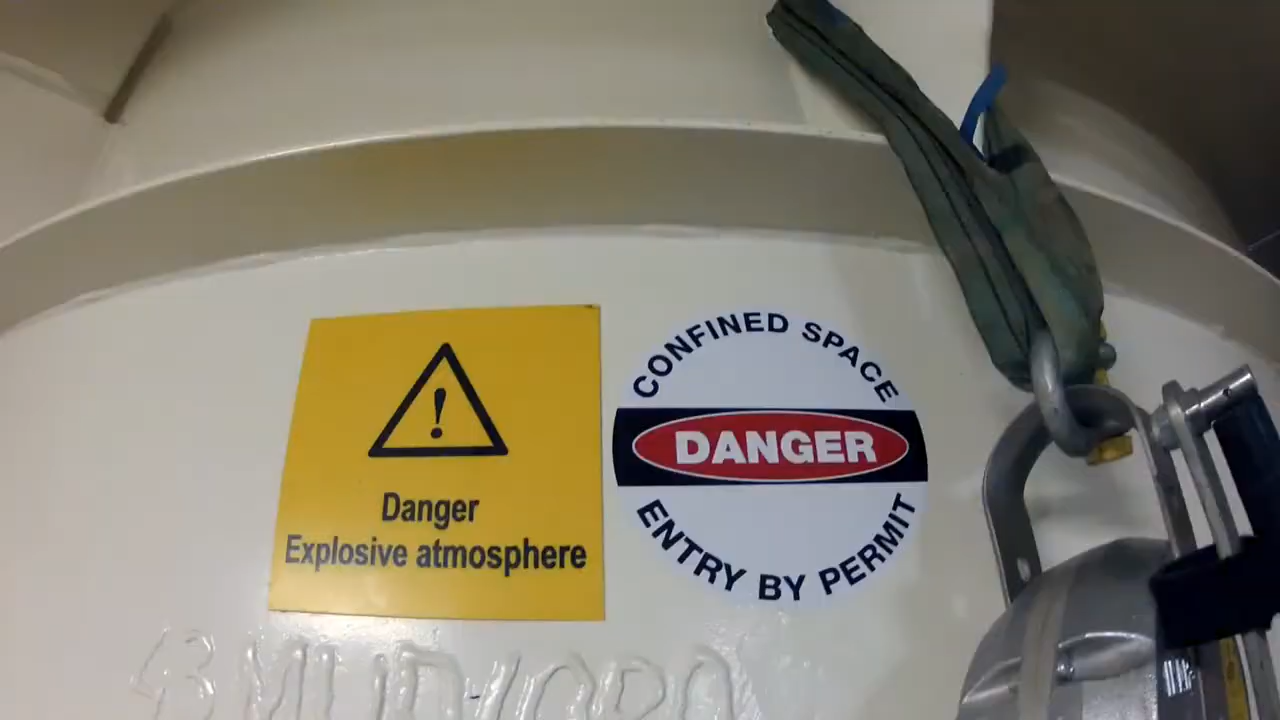 Danger
Explosive atmosphere
CONFINED SPACE
DANGER
ENTRY BY PERMIT